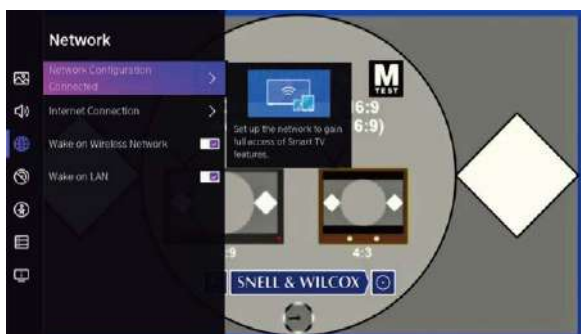 Network
Network Configuration
Connected
Internet Connection
Wake on Wireless Network
Wake on LAN
Set up the network to gain
full access of Smart TV
features.
M
TEST
6:9
6:9)
:9
4:3
SNELL & WILCOX